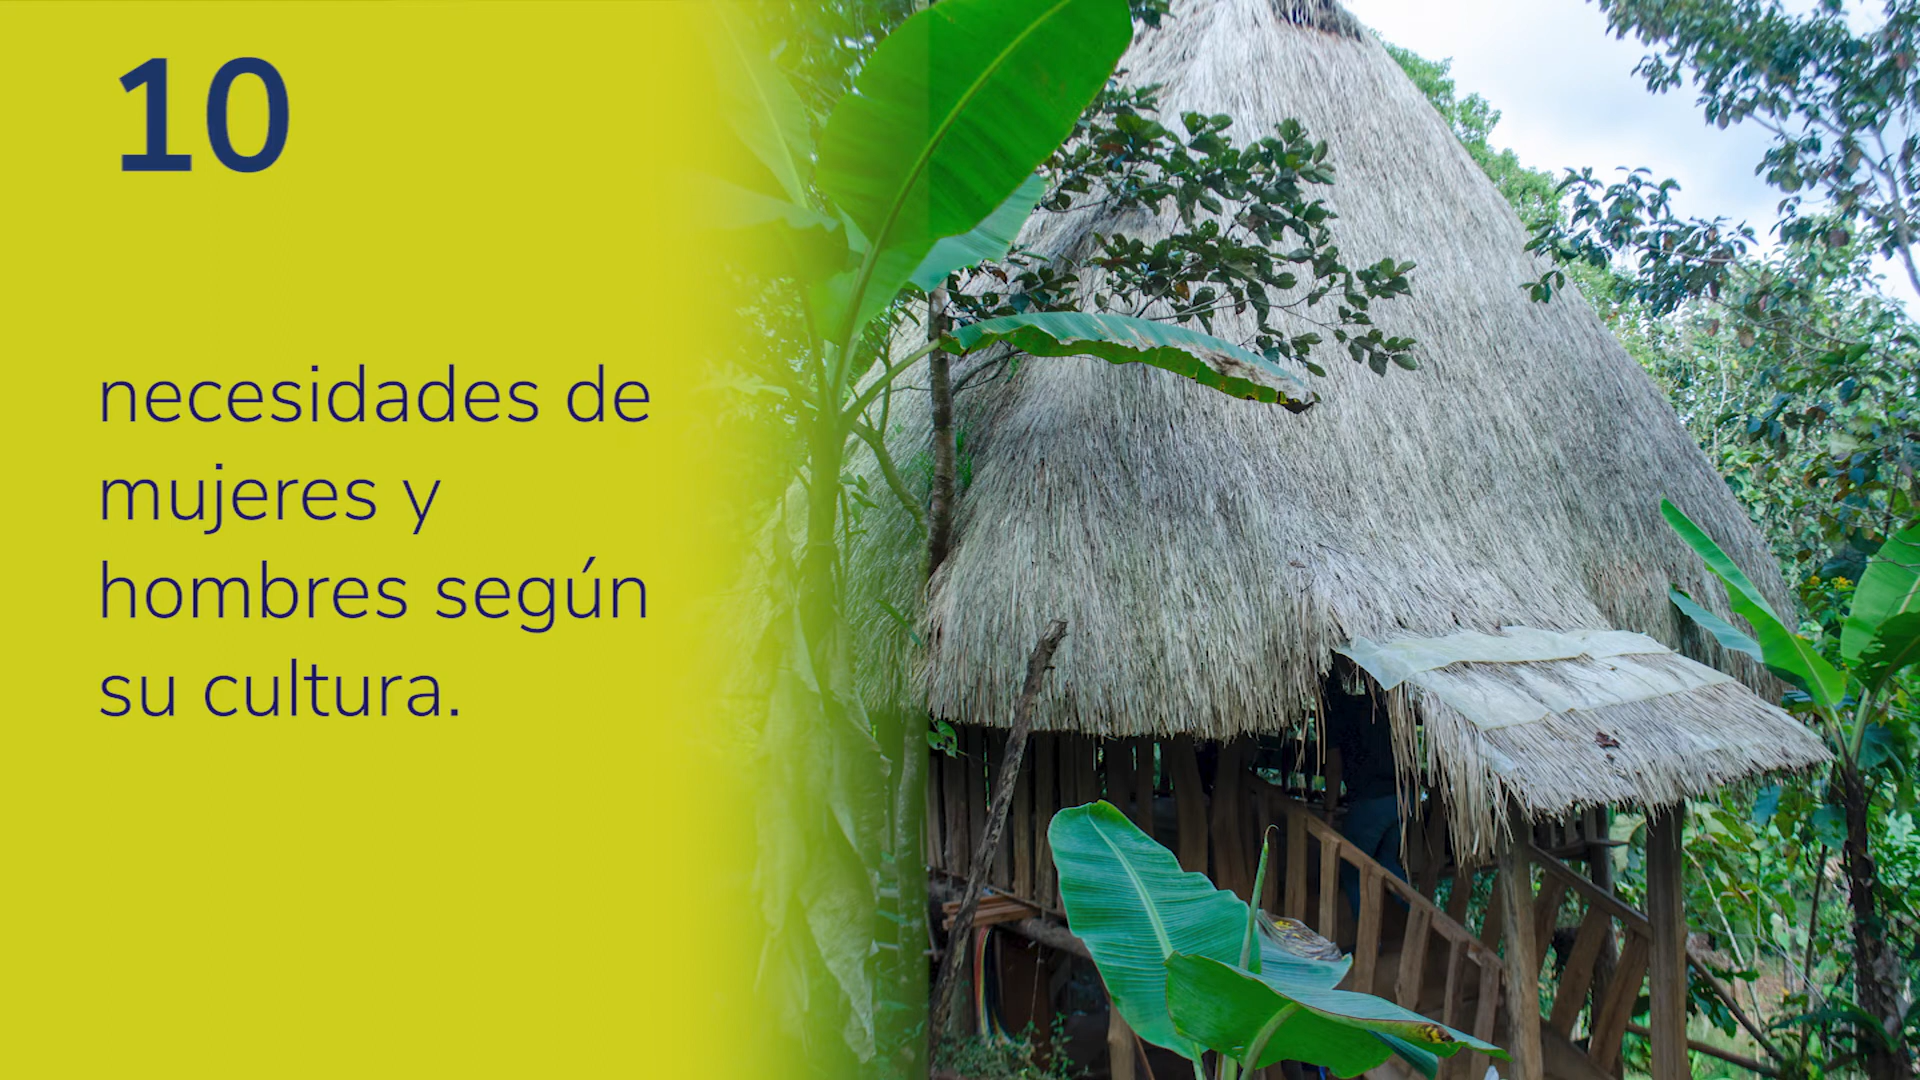 10
necesidades de
mujeres y
hombres según
su cultura.